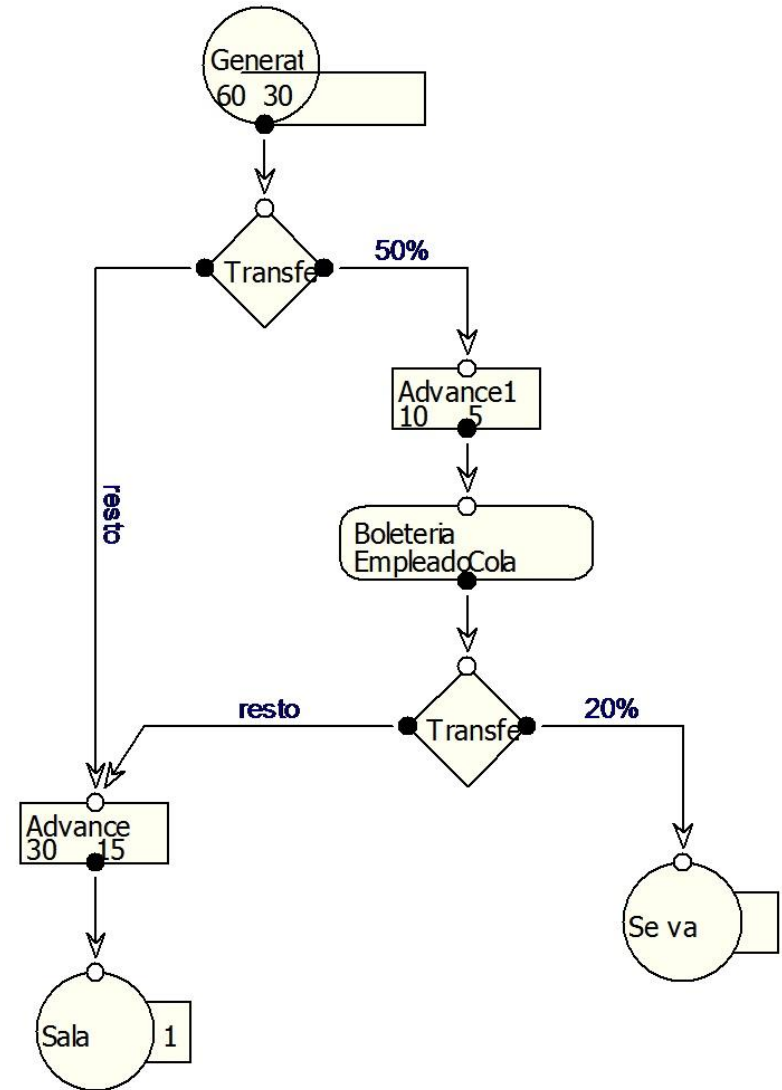 Generat
60 30
Transfe
50%
Advance1
10 5
resto
Boleteria
EmpleadoCola
resto
Transfe
20%
Advance
30 15
Se va
Sala
1